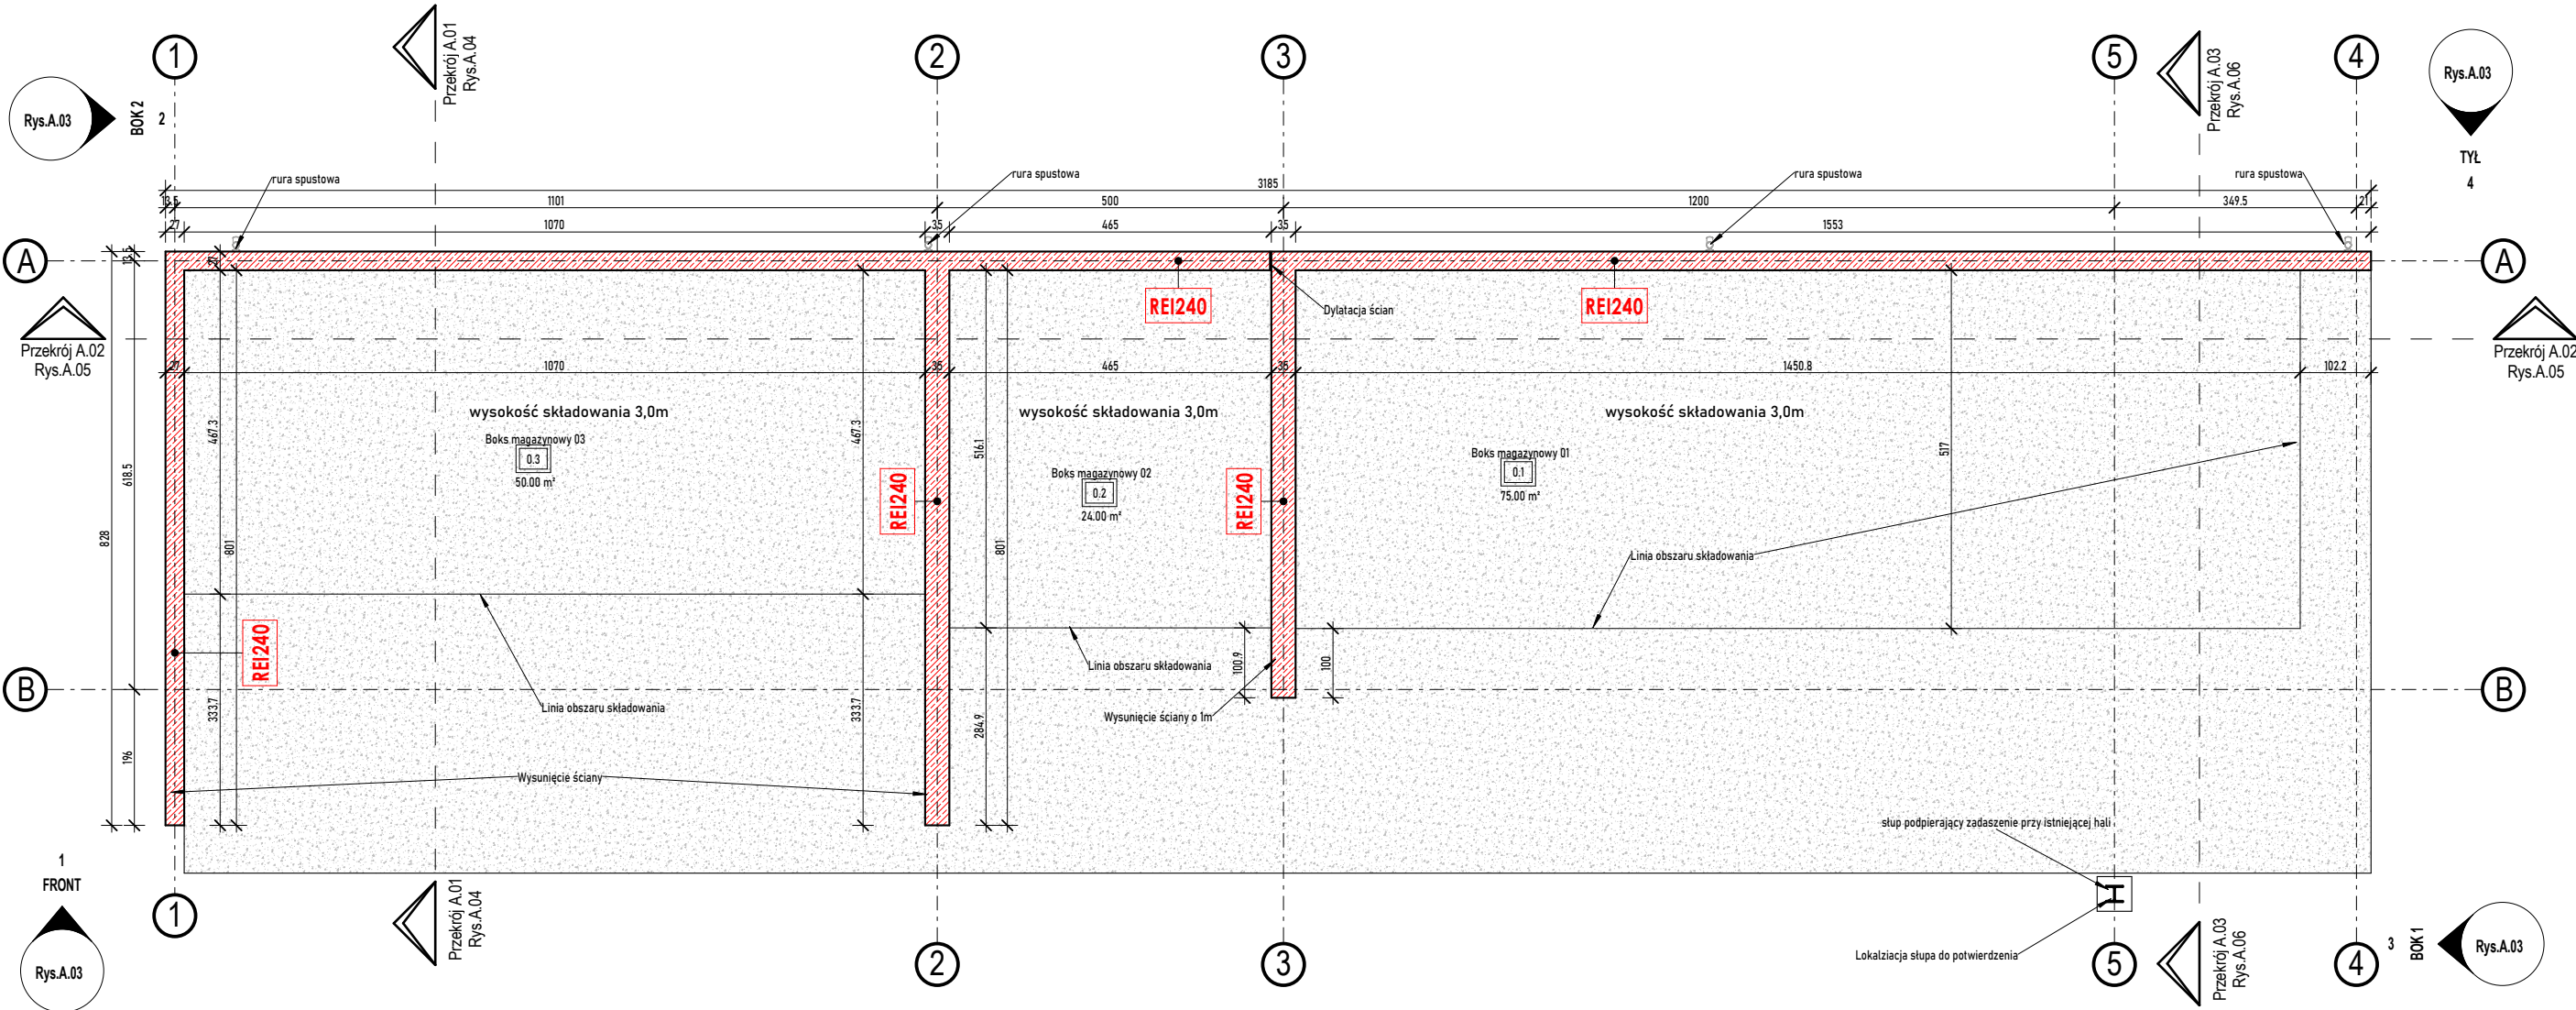 1
2
3
5
4
Przekrój A.01
Rys.A.04
Przekrój A.03
Rys.A.06
Rys.A.03
BOK 2
2
Rys.A.03
TYŁ
4
rura spustowa
rura spustowa
rura spustowa
rura spustowa
3185
13.5
1101
500
1200
349.5
21
27
1070
35
465
35
1553
A
A
13.5
27
REI240
REI240
Dylatacja ścian
Przekrój A.02
Rys.A.05
Przekrój A.02
Rys.A.05
27
1070
35
465
35
1450.8
102.2
wysokość składowania 3,0m
wysokość składowania 3,0m
wysokość składowania 3,0m
467.3
467.3
516.1
517
Boks magazynowy 03
0.3
50.00 m²
Boks magazynowy 02
0.2
24.00 m²
Boks magazynowy 01
0.1
75.00 m²
618.5
828
801
801
REI240
REI240
REI240
Linia obszaru składowania
Linia obszaru składowania
Linia obszaru składowania
100.9
100
B
B
333.7
333.7
284.9
196
Wysunięcie ściany o 1m
Wysunięcie ściany
słup podpierający zadaszenie przy istniejącej hali
Lokalziacja słupa do potwierdzenia
1
FRONT
Rys.A.03
1
Przekrój A.01
Rys.A.04
2
3
5
Przekrój A.03
Rys.A.06
4
3
BOK 1
Rys.A.03